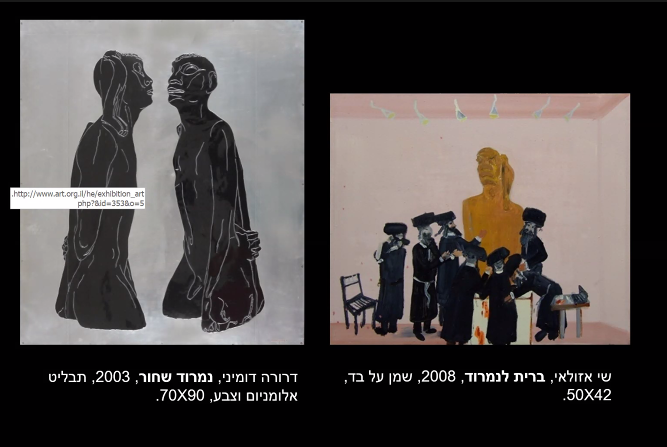 http://www.art.org.il/he/exhibition_art.
php?&id=353&o=5
שי אזולאי, ברית לנמרוד, 2008, שמן על בד,
50X42.
דרורה דומיני, נמרוד שחור, 2003, תבליט
אלומניום וצבע, 70X90.